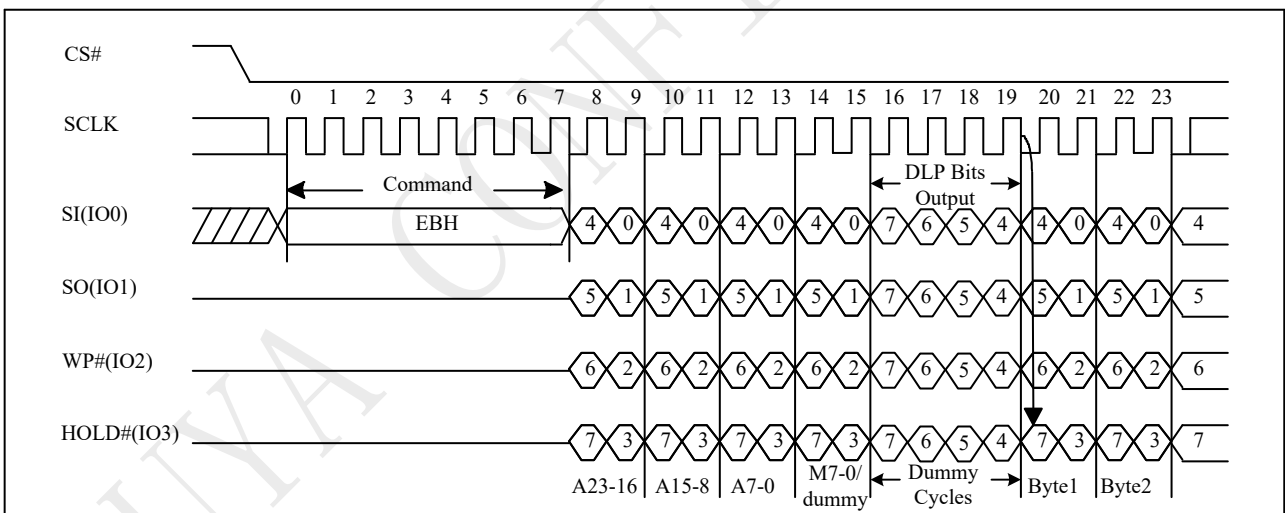 CS#
0 1 2 3 4 5 6 7 8 9 10 11 12 13 14 15 16 17 18 19 20 21 22 23
SCLK
Command
DLP Bits
Output
SI(IO0)
EBH
4 0 4 0 4 0 4 0 7 6 5 4 4 0 4 0 4
SO(IO1)
5 1 5 1 5 1 5 1 7 6 5 4 5 1 5 1 5
WP#(IO2)
6 2 6 2 6 2 6 2 7 6 5 4 6 2 6 2 6
HOLD#(IO3)
7 3 7 3 7 3 7 3 7 6 5 4 7 3 7 3 7
A23-16 A15-8 A7-0 M7-0/
dummy
Dummy
Cycles
Byte1 Byte2
UYA CONF